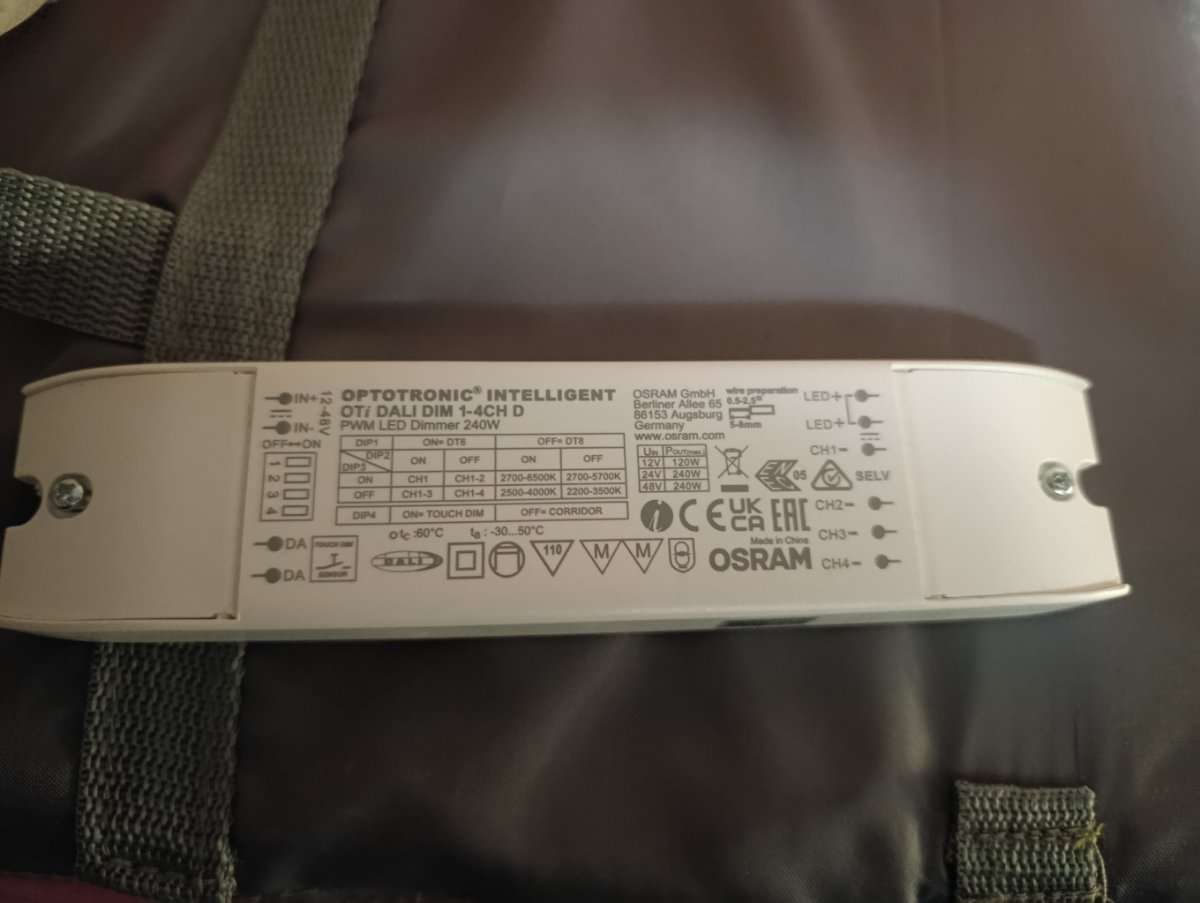 IN+
12-48V
IN-
OFF ON
1
2
3
4
DA
DA
TOUCH DIM
SENSOR
OPTOTRONIC® INTELLIGENT
OTi DALI DIM 1-4CH D
PWM LED Dimmer 240W
DIP1 ON= DT6 OFF= DT8
DIP3 DIP2 ON OFF ON OFF
ON CH1 CH1-2 2700-6500K 2700-5700K
OFF CH1-3 CH1-4 2500-4000K 2200-3500K
DIP4 ON= TOUCH DIM OFF= CORRIDOR
tc :60°C ta : -30...50°C
DALI
110
M
M
OSRAM GmbH
Berliner Allee 65
86153 Augsburg
Germany
www.osram.com
wire preparation
0.5-2.5
5-8mm
UIN POUT(max.)
12V 120W
24V 240W
48V 240W
05
SELV
CE
UK
CA
EAC
Made in China
OSRAM
LED+
LED+
CH1-
CH2-
CH3-
CH4-